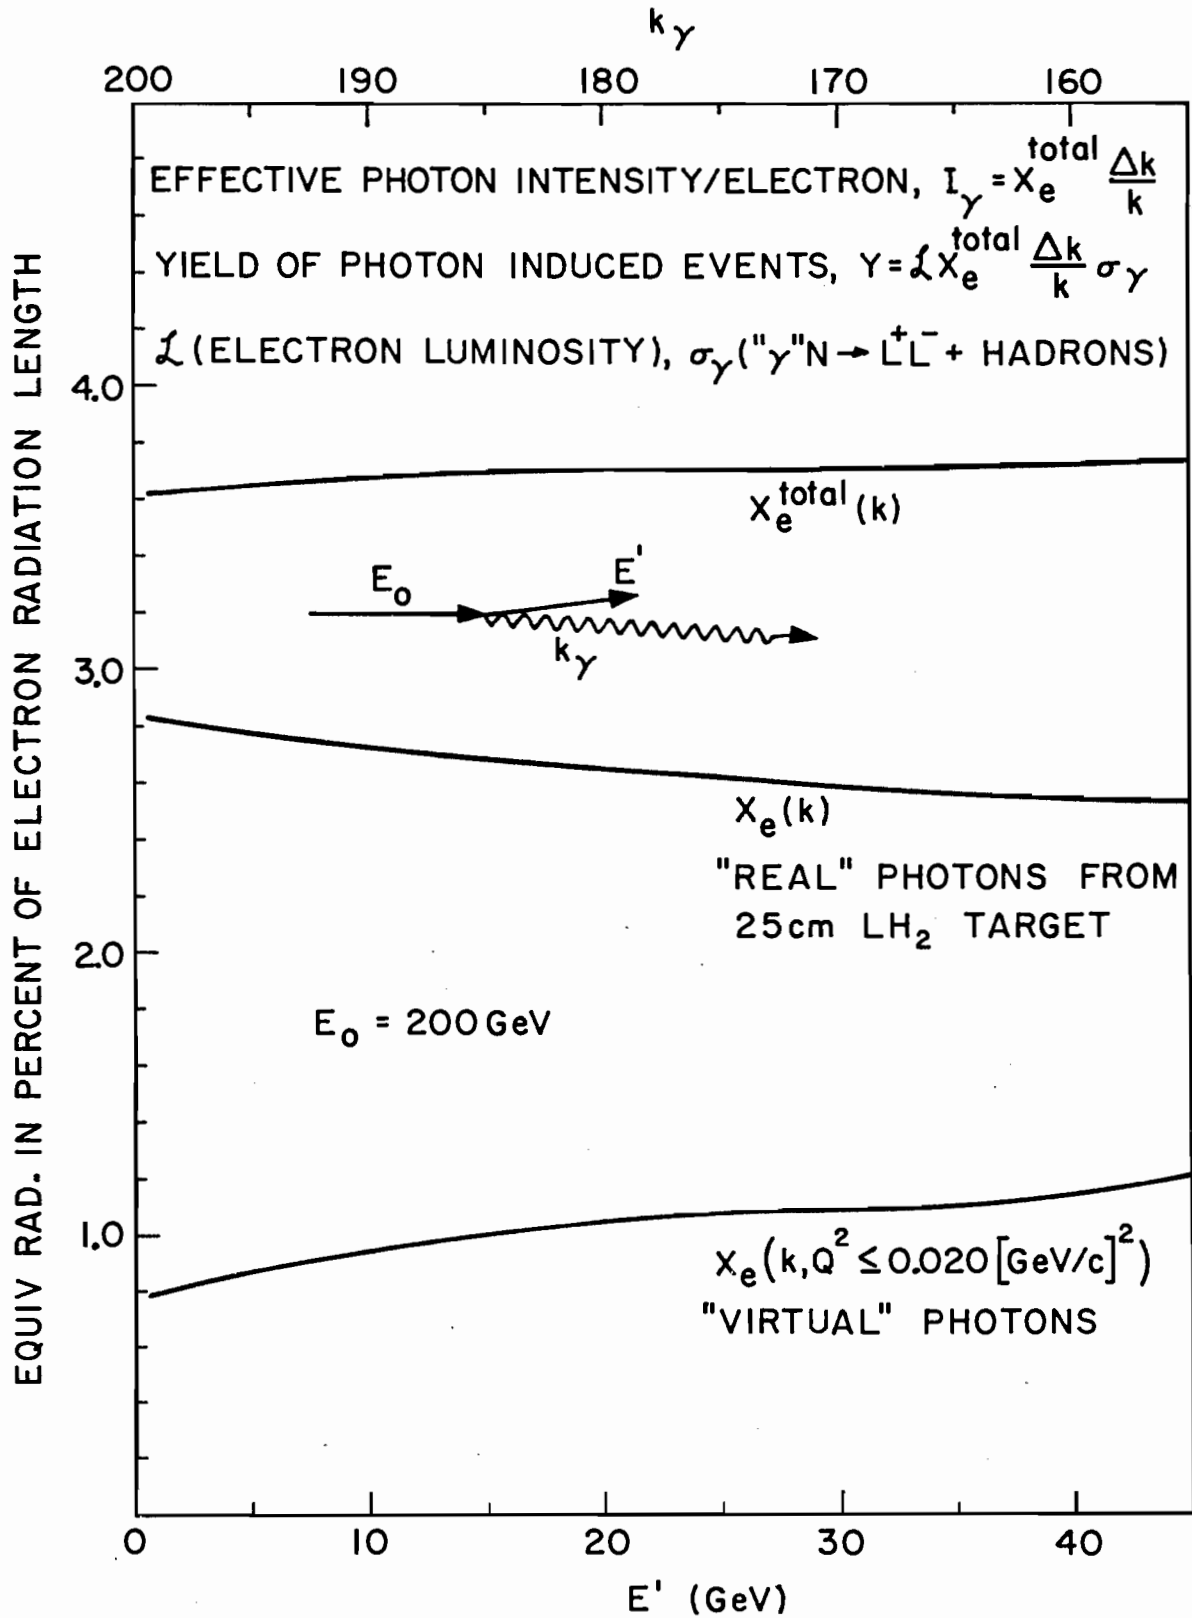 kγ
200 190 180 170 160
EFFECTIVE PHOTON INTENSITY/ELECTRON, Iγ = Xe^total Δk/k
YIELD OF PHOTON INDUCED EVENTS, Y = ℒXe^total Δk/k σγ
ℒ (ELECTRON LUMINOSITY), σγ("γ"N → L⁺L⁻ + HADRONS)
EQUIV RAD. IN PERCENT OF ELECTRON RADIATION LENGTH
4.0
Xe^total (k)
E₀ E'
kγ
3.0
Xe(k)
"REAL" PHOTONS FROM
25cm LH₂ TARGET
2.0
E₀ = 200 GeV
1.0
Xe(k,Q² ≤ 0.020 [GeV/c]²)
"VIRTUAL" PHOTONS
0 10 20 30 40
E' (GeV)